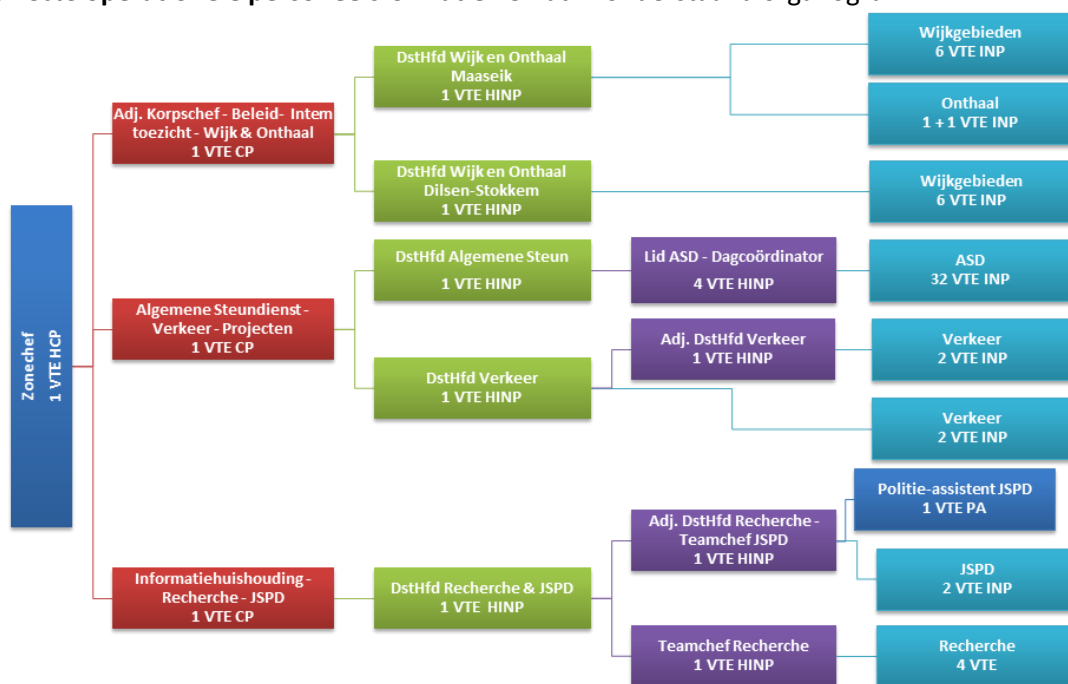 Zonechef
1 VTE HCP
Adj. Korpschef - Beleid- Intern
toezicht - Wijk & Onthaal
1 VTE CP
DstHfd Wijk en Onthaal
Maaseik
1 VTE HINP
Wijkgebieden
6 VTE INP
Onthaal
1 + 1 VTE INP
DstHfd Wijk en Onthaal
Dilsen-Stokkem
1 VTE HINP
Wijkgebieden
6 VTE INP
Algemene Steundienst -
Verkeer - Projecten
1 VTE CP
DstHfd Algemene Steun
1 VTE HINP
Lid ASD - Dagcoördinator
4 VTE HINP
ASD
32 VTE INP
DstHfd Verkeer
1 VTE HINP
Adj. DstHfd Verkeer
1 VTE HINP
Verkeer
2 VTE INP
Verkeer
2 VTE INP
Informatiehuishouding -
Recherche - JSPD
1 VTE CP
DstHfd Recherche & JSPD
1 VTE HINP
Adj. DstHfd Recherche -
Teamchef JSPD
1 VTE HINP
Politie-assistent JSPD
1 VTE PA
JSPD
2 VTE INP
Teamchef Recherche
1 VTE HINP
Recherche
4 VTE